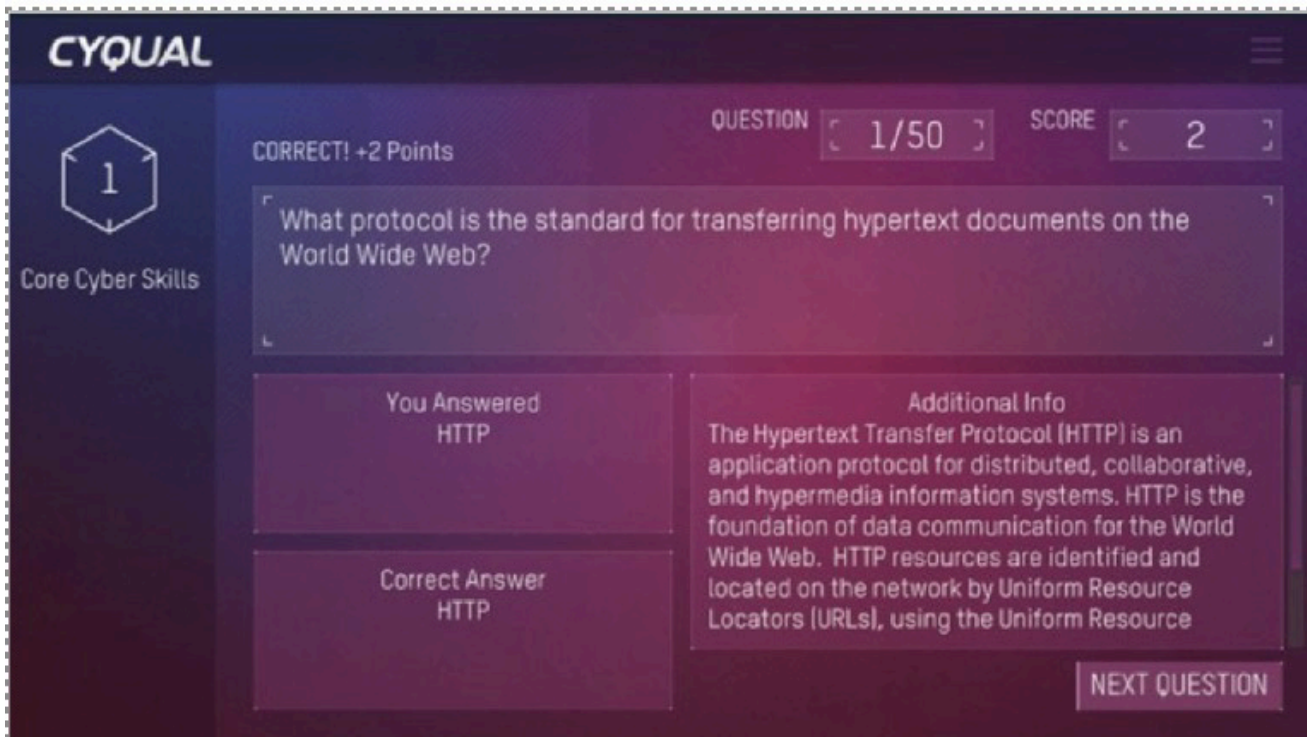 CYQUAL
QUESTION
1/50
SCORE
2
1
Core Cyber Skills
CORRECT! +2 Points
What protocol is the standard for transferring hypertext documents on the
World Wide Web?
You Answered
HTTP
Correct Answer
HTTP
Additional Info
The Hypertext Transfer Protocol (HTTP) is an
application protocol for distributed, collaborative,
and hypermedia information systems. HTTP is the
foundation of data communication for the World
Wide Web. HTTP resources are identified and
located on the network by Uniform Resource
Locators (URLs), using the Uniform Resource
NEXT QUESTION